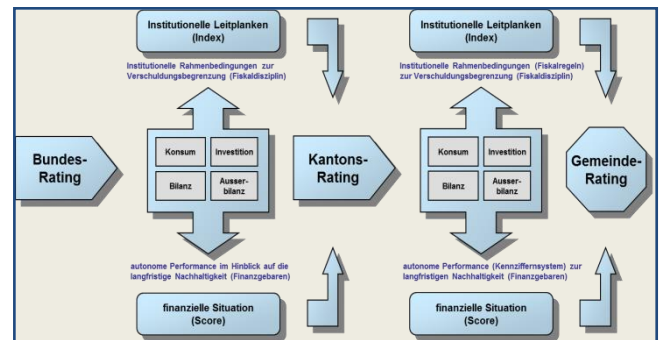 Institutionelle Leitplanken
(Index)
Institutionelle Rahmenbedingungen zur
Verschuldungsbegrenzung (Fiskaldisziplin)
Bundes-
Rating
Konsum
Investition
Bilanz
Ausser-
bilanz
autonome Performance im Hinblick auf die
langfristige Nachhaltigkeit (Finanzgebaren)
finanzielle Situation
(Score)
Kantons-
Rating
Institutionelle Leitplanken
(Index)
Institutionelle Rahmenbedingungen (Fiskalregeln)
zur Verschuldungsbegrenzung (Fiskaldisziplin)
Konsum
Investition
Bilanz
Ausser-
bilanz
autonome Performance (Kennziffernsystem) zur
langfristigen Nachhaltigkeit (Finanzgebaren)
finanzielle Situation
(Score)
Gemeinde-
Rating